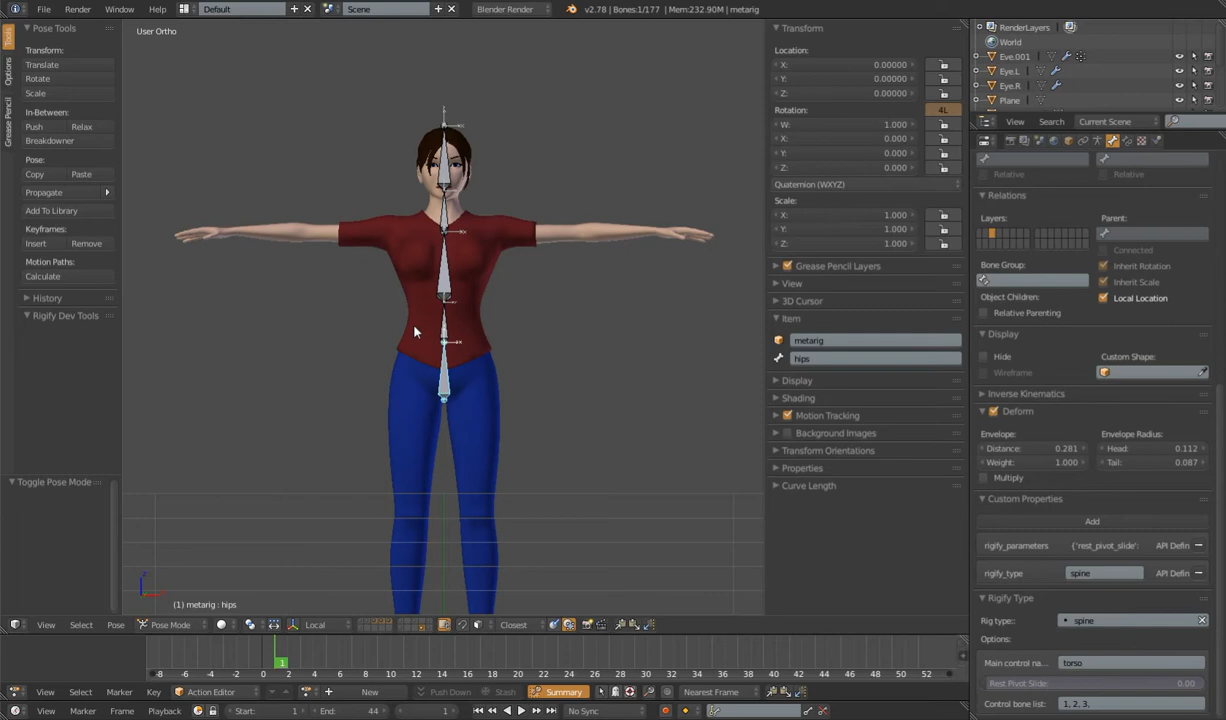 File Render Window Help Default Scene Blender Render v2.78 | Bones:1/177 | Mem:232.90M | metarig
Pose Tools
Transform:
Translate
Rotate
Scale
In-Between:
Push Relax
Breakdowner
Pose:
Copy Paste
Propagate
Add To Library
Keyframes:
Insert Remove
Motion Paths:
Calculate
History
Rigify Dev Tools
Toggle Pose Mode
Tools
Options
Grease Pencil
User Ortho
(1) metarig : hips
View Select Pose Pose Mode Local Closest
Transform
Location:
X: 0.00000
Y: 0.00000
Z: 0.00000
Rotation: 4L
W: 1.000
X: 0.000
Y: 0.000
Z: 0.000
Quaternion (WXYZ)
Scale:
X: 1.000
Y: 1.000
Z: 1.000
Grease Pencil Layers
View
3D Cursor
Item
metarig
hips
Display
Shading
Motion Tracking
Background Images
Transform Orientations
Properties
Curve Length
RenderLayers
World
Eve.001
Eye.L
Eye.R
Plane
View Search Current Scene
Relative Relative
Relations
Layers: Parent:
Connected
Bone Group: Inherit Rotation
Inherit Scale
Object Children: Local Location
Relative Parenting
Display
Hide Custom Shape:
Wireframe
Inverse Kinematics
Deform
Envelope: Envelope Radius:
Distance: 0.281 Head: 0.112
Weight: 1.000 Tail: 0.087
Multiply
Custom Properties
Add
rigify_parameters {'rest_pivot_slide': API Defin
rigify_type spine API Defin
Rigify Type
Rig type: spine
Options:
Main control na... torso
Rest Pivot Slide: 0.00
Control bone list: 1, 2, 3,
-8 -6 -4 -2 0 2 4 6 8 10 12 14 16 18 20 22 24 26 28 30 32 34 36 38 40 42 44 46 48 50 52
1
View Select Marker Key Action Editor New Push Down Stash Summary Nearest Frame
View Marker Frame Playback Start: 1 End: 44 1 No Sync